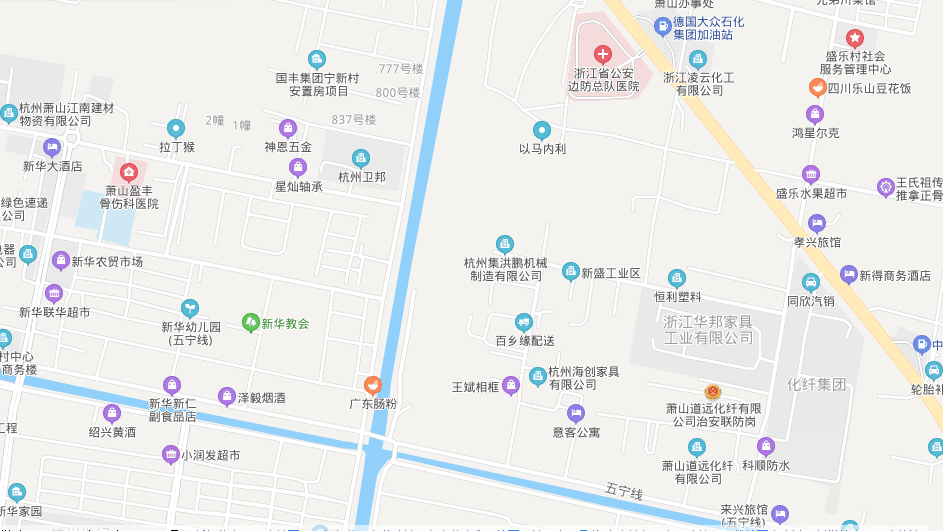 萧山办事处
德国大众石化
集团加油站
盛乐村社会
服务管理中心
777号楼
国丰集团宁新村
安置房项目
浙江省公安
边防总队医院
浙江凌云化工
有限公司
四川乐山豆花饭
800号楼
杭州萧山江南建材
物资有限公司
2幢
1幢
837号楼
鸿星尔克
拉丁猴
神恩五金
以马内利
新华大酒店
星灿轴承
杭州卫邦
盛乐水果超市
王氏祖传
推拿正骨
萧山盈丰
骨伤科医院
绿色速递
公司
孝兴旅馆
电器
公司
新华农贸市场
杭州集洪鹏机械
制造有限公司
新盛工业区
新得商务酒店
恒利塑料
同欣汽销
新华联华超市
新华幼儿园
(五宁线)
新华教会
百乡缘配送
浙江华邦家具
工业有限公司
中
村中心
商务楼
杭州海创家具
有限公司
王斌相框
化纤集团
轮胎补
新华新仁
副食品店
泽毅烟酒
广东肠粉
萧山道远化纤有限
公司治安联防岗
绍兴黄酒
意客公寓
工程
小润发超市
萧山道远化纤
有限公司
科顺防水
五宁线
新华家园
来兴旅馆
(五宁线)